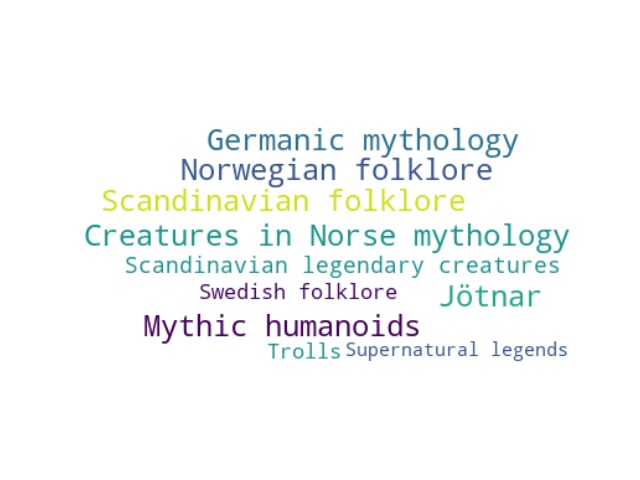 Germanic mythology
Norwegian folklore
Scandinavian folklore
Creatures in Norse mythology
Scandinavian legendary creatures
Swedish folklore
Jötnar
Mythic humanoids
Trolls
Supernatural legends